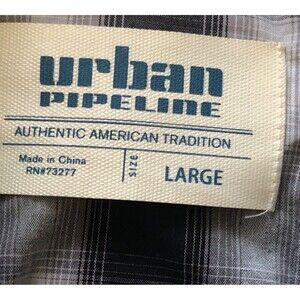 urban
PIPELINE
AUTHENTIC AMERICAN TRADITION
Made in China
RN#73277
SIZE
LARGE